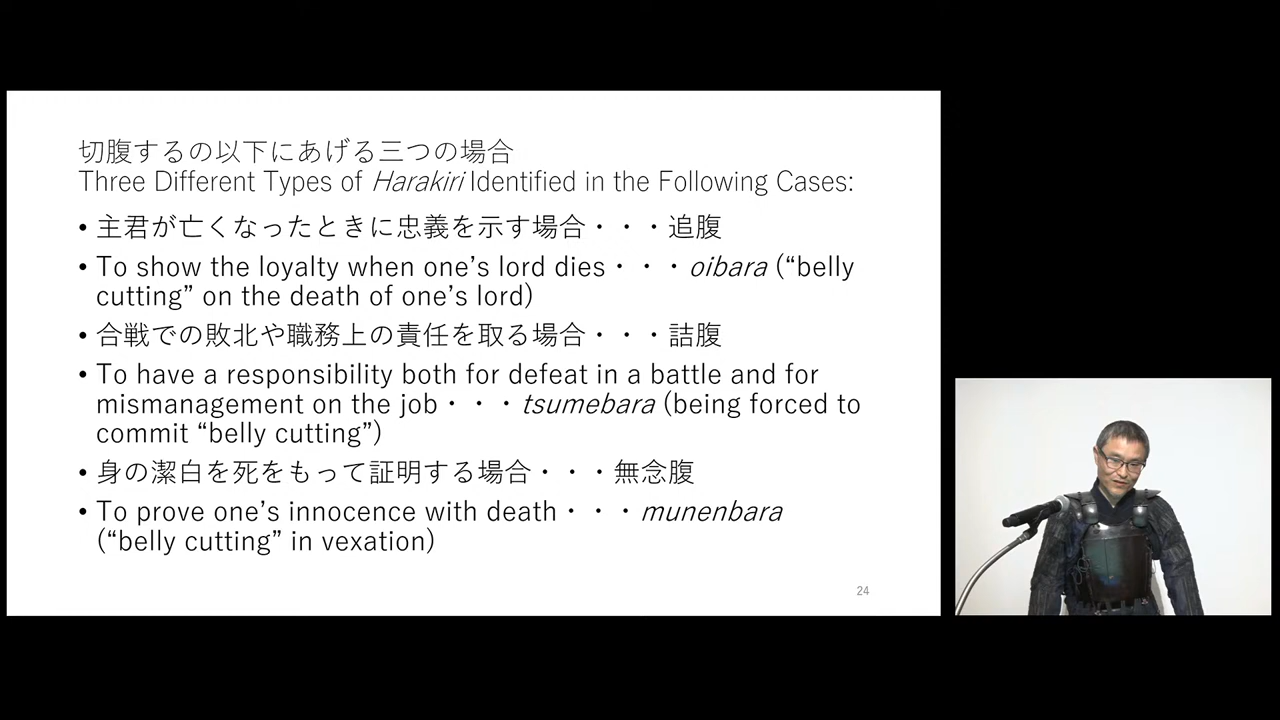 切腹するの以下にあげる三つの場合
Three Different Types of Harakiri Identified in the Following Cases:
• 主君が亡くなったときに忠義を示す場合・・・追腹
• To show the loyalty when one’s lord dies・・・oibara (“belly
cutting” on the death of one’s lord)
• 合戦での敗北や職務上の責任を取る場合・・・詰腹
• To have a responsibility both for defeat in a battle and for
mismanagement on the job・・・tsumebara (being forced to
commit “belly cutting”)
• 身の潔白を死をもって証明する場合・・・無念腹
• To prove one’s innocence with death・・・munenbara
(“belly cutting” in vexation)
24